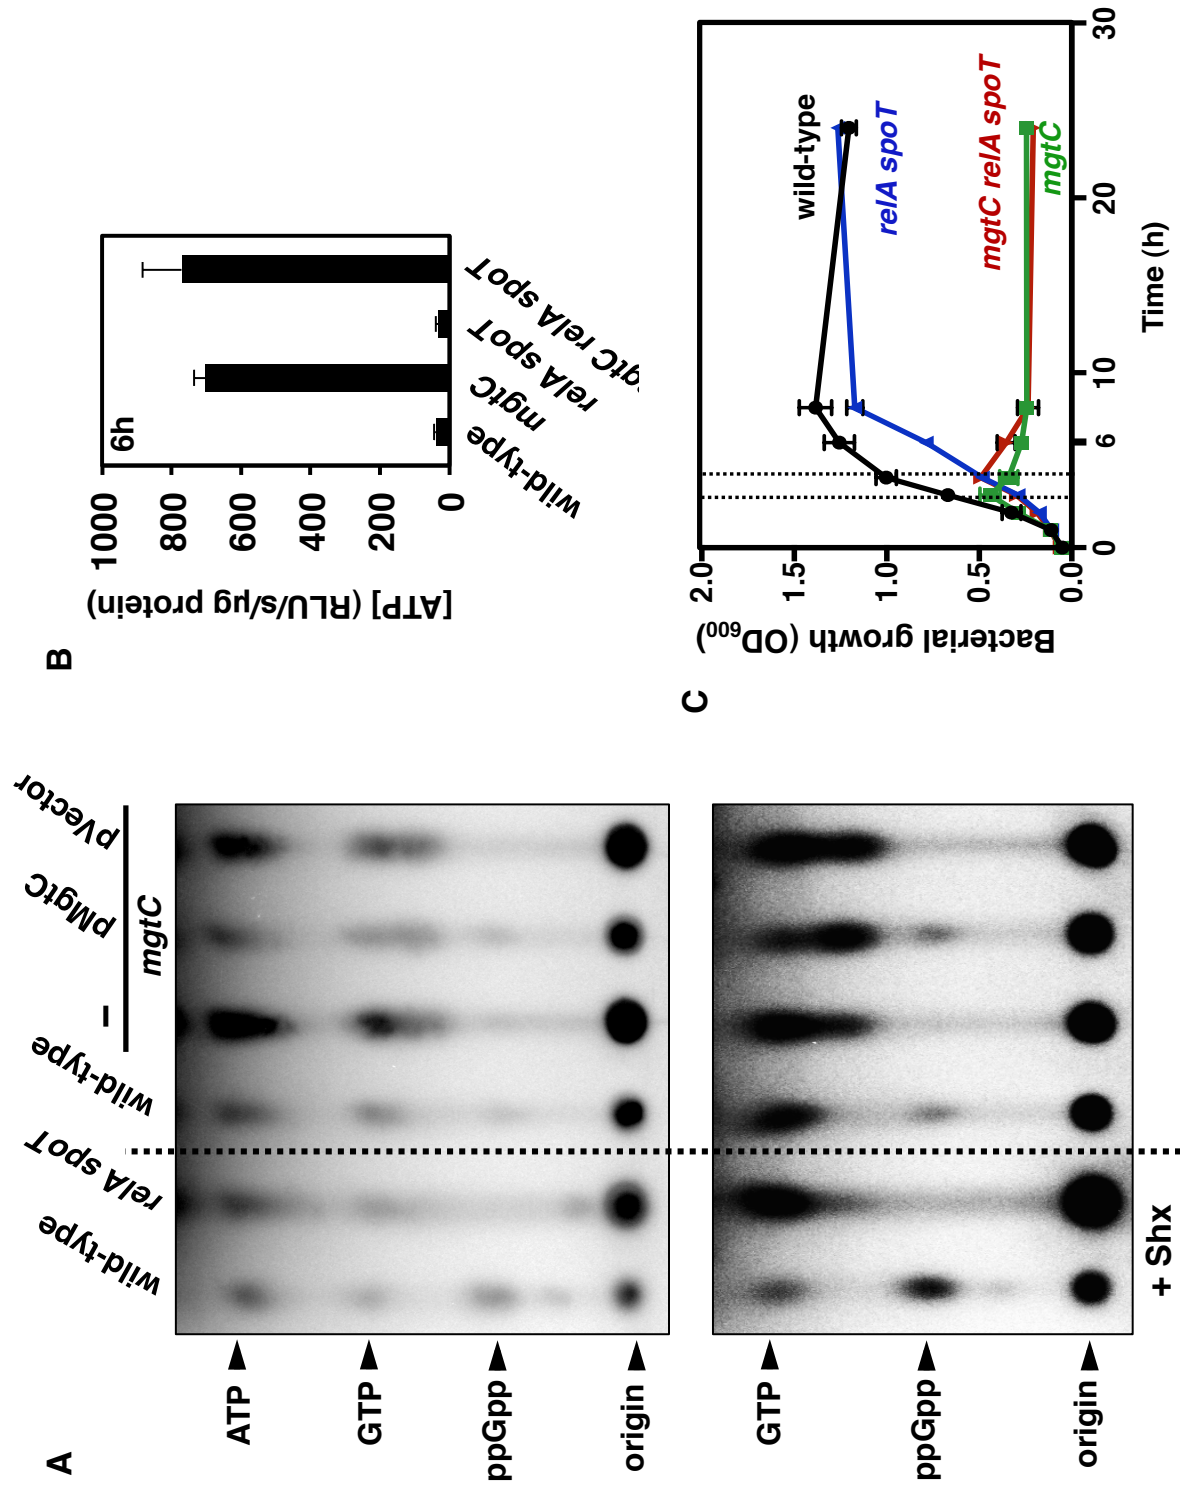 A
wild-type
relA spoT
wild-type
–
pMgtC
pVector
mgtC
ATP
GTP
ppGpp
origin
GTP
ppGpp
origin
+ Shx
B
[ATP] (RLU/s/µg protein)
1000
800
600
400
200
0
6h
wild-type
mgtC
relA spoT
gtC relA spoT
C
Bacterial growth (OD600)
2.0
1.5
1.0
0.5
0.0
wild-type
relA spoT
mgtC relA spoT
mgtC
0
6
10
20
30
Time (h)